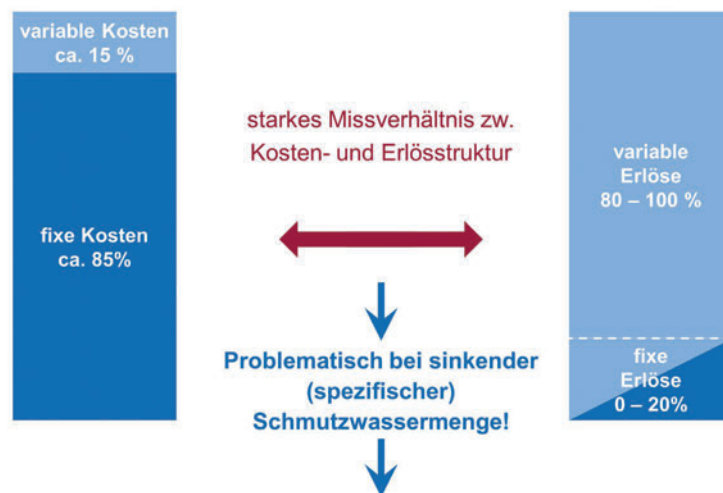 variable Kosten
ca. 15 %
fixe Kosten
ca. 85%
starkes Missverhältnis zw.
Kosten- und Erlösstruktur
Problematisch bei sinkender
(spezifischer)
Schmutzwassermenge!
variable
Erlöse
80 – 100 %
fixe
Erlöse
0 – 20%